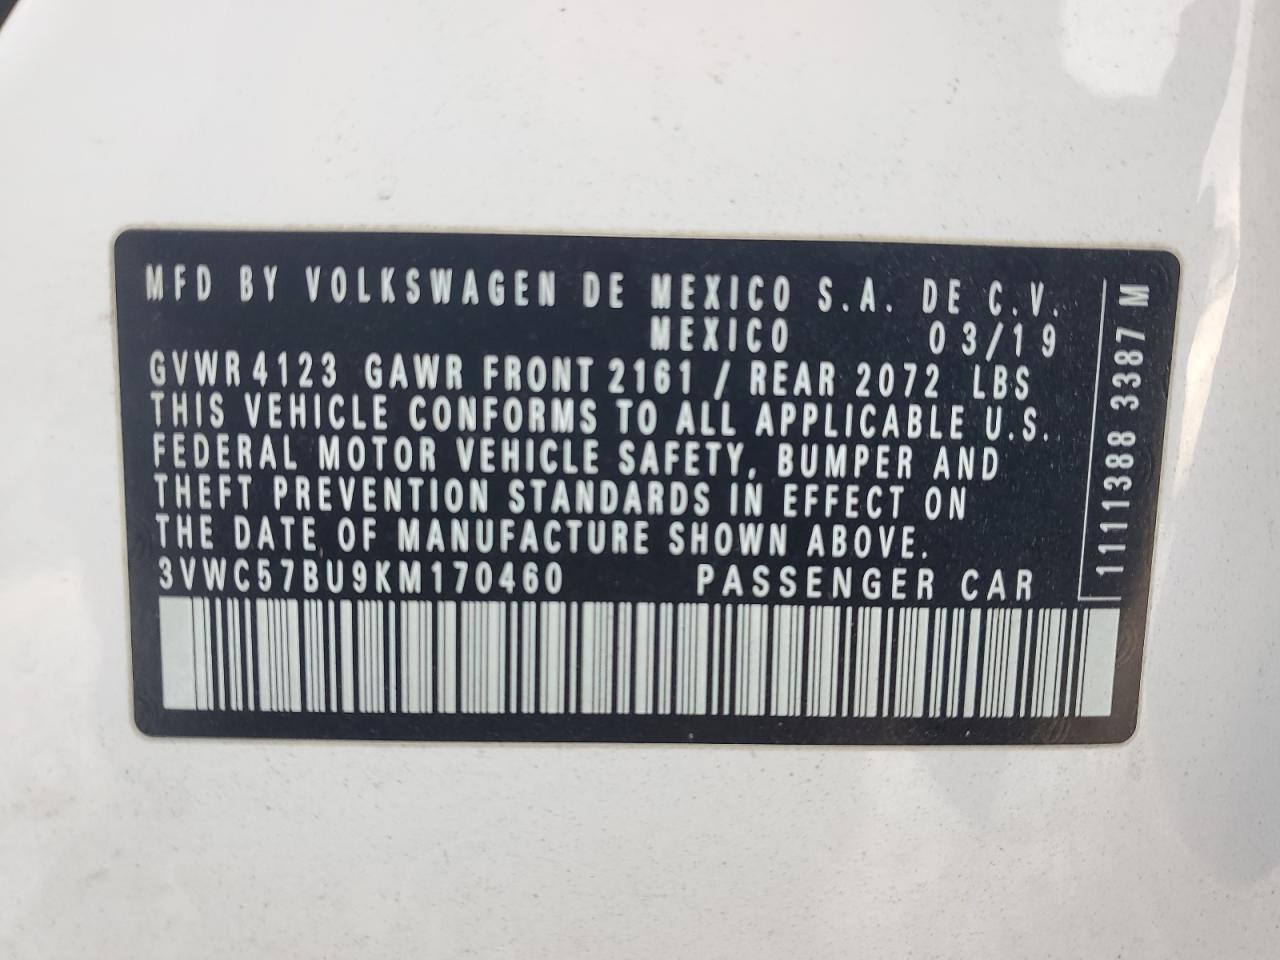 MFD BY VOLKSWAGEN DE MEXICO S.A. DE C.V.
MEXICO 03/19
GVWR 4123 GAWR FRONT 2161 / REAR 2072 LBS
THIS VEHICLE CONFORMS TO ALL APPLICABLE U.S.
FEDERAL MOTOR VEHICLE SAFETY, BUMPER AND
THEFT PREVENTION STANDARDS IN EFFECT ON
THE DATE OF MANUFACTURE SHOWN ABOVE.
3VWC57BU9KM170460 PASSENGER CAR
1111388 3387 M